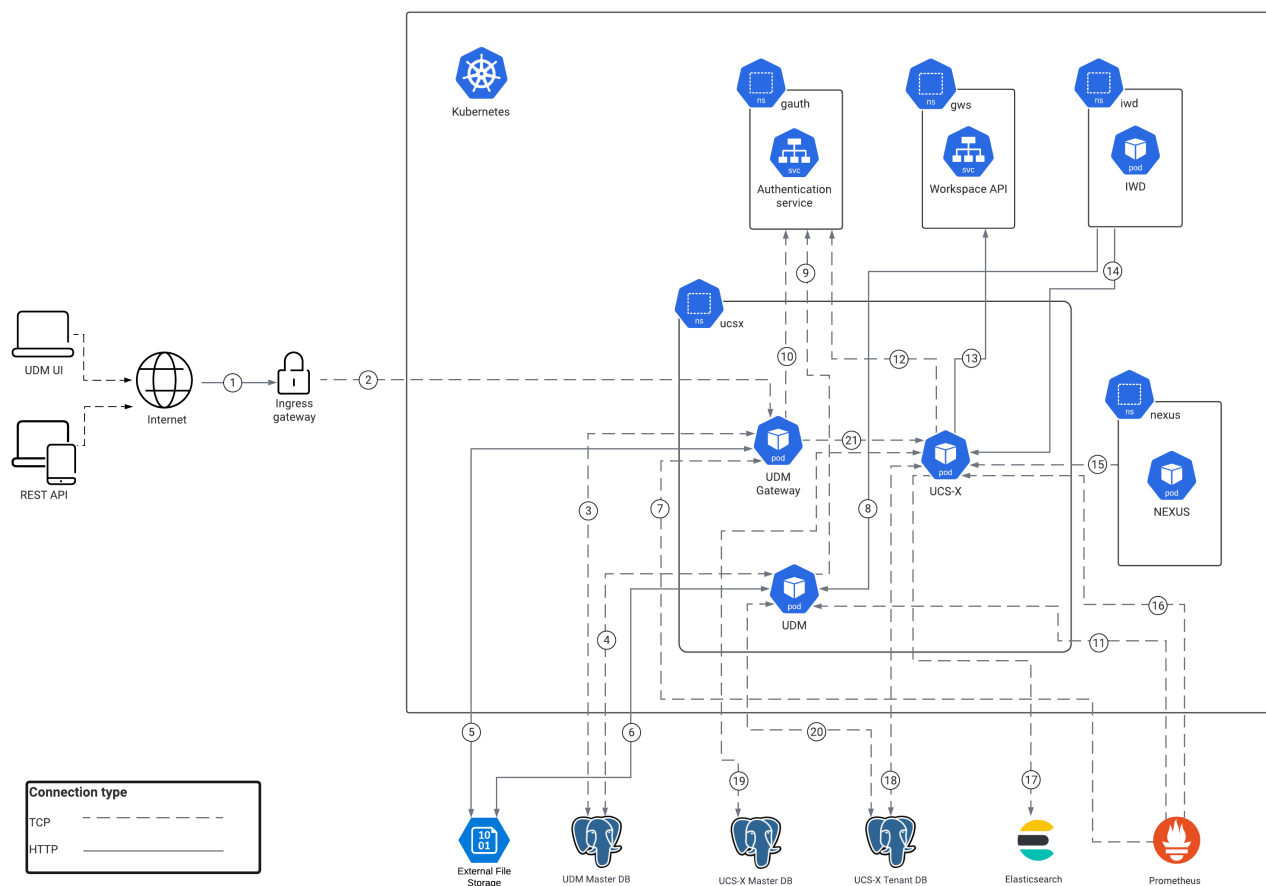 Kubernetes
ns
gauth
svc
Authentication
service
ns
gws
svc
Workspace API
ns
iwd
pod
IWD
9
14
ns
ucsx
UDM UI
Internet
1
Ingress
gateway
2
10
12
13
REST API
pod
UDM
Gateway
21
pod
UCS-X
15
ns
nexus
pod
NEXUS
3
7
8
pod
UDM
16
4
11
5
6
20
19
18
17
Connection type
TCP
HTTP
10
01
External File
Storage
UDM Master DB
UCS-X Master DB
UCS-X Tenant DB
Elasticsearch
Prometheus